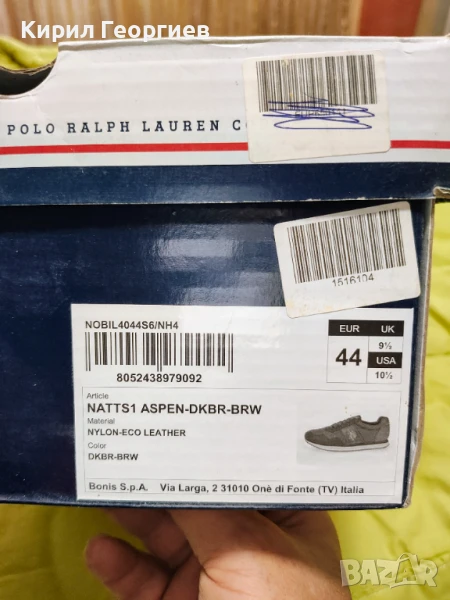 Кирил Георгиев
POLO RALPH LAUREN C
1516104
NOBIL4044S6/NH4
8052438979092
EUR
44
UK
9½
USA
10½
Article
NATTS1 ASPEN-DKBR-BRW
Material
NYLON-ECO LEATHER
Color
DKBR-BRW
Bonis S.p.A. Via Larga, 2 31010 Onè di Fonte (TV) Italia
BAZAR